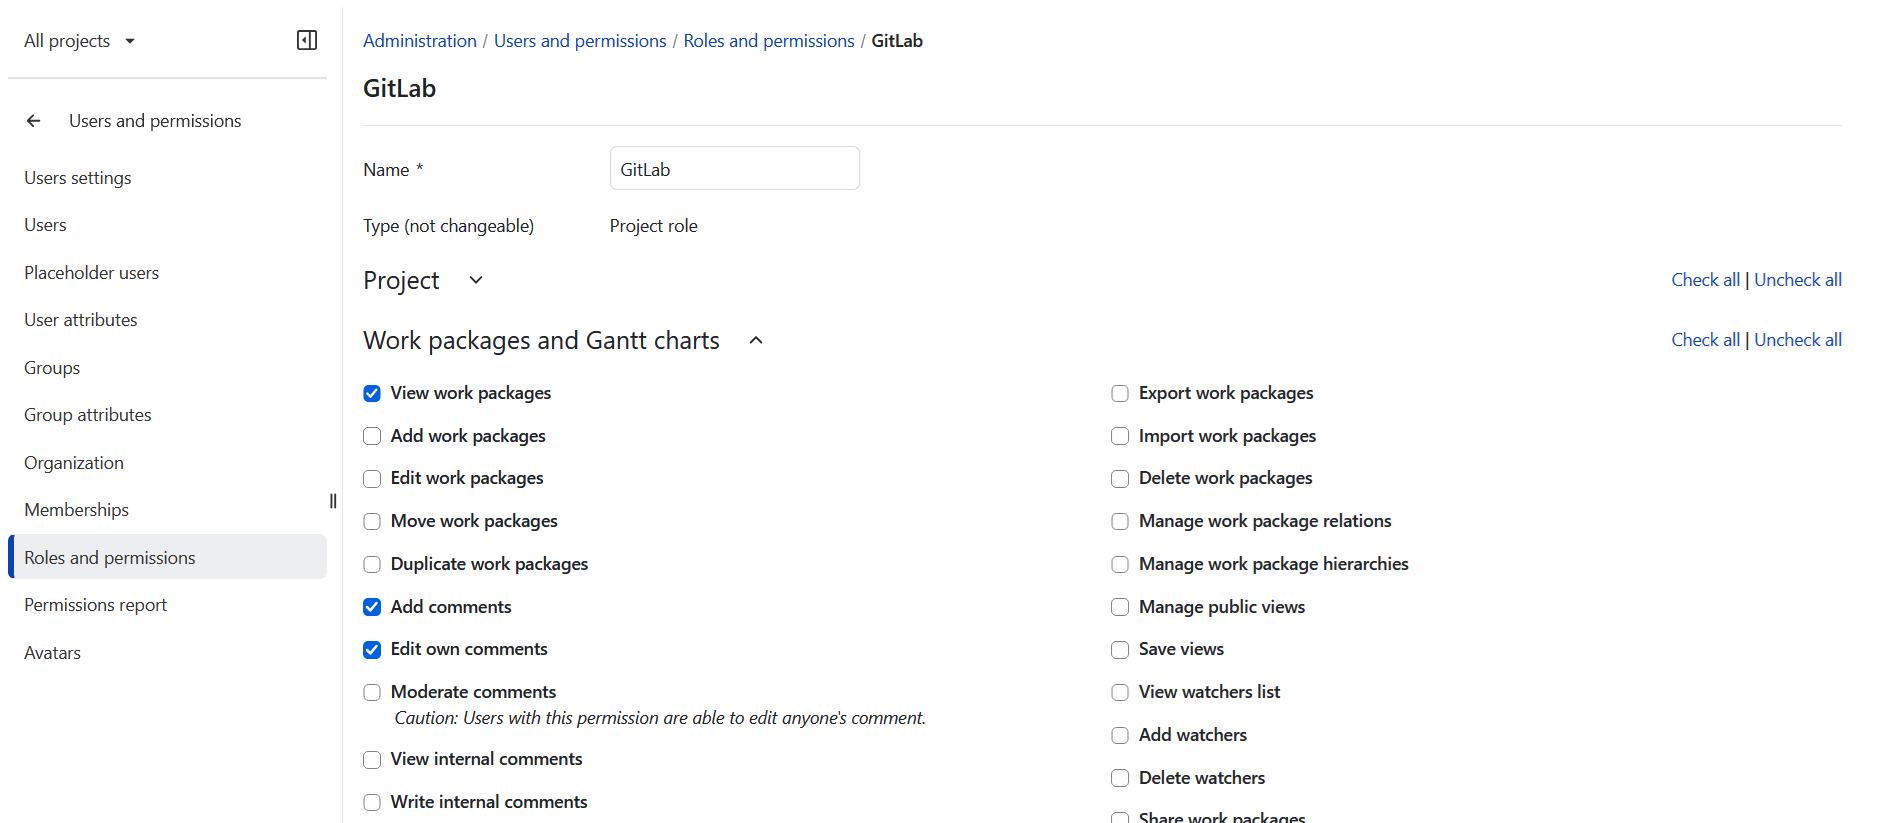 All projects
Users and permissions
Users settings
Users
Placeholder users
User attributes
Groups
Group attributes
Organization
Memberships
Roles and permissions
Permissions report
Avatars
Administration / Users and permissions / Roles and permissions / GitLab
GitLab
Name * GitLab
Type (not changeable) Project role
Project Check all | Uncheck all
Work packages and Gantt charts Check all | Uncheck all
View work packages
Add work packages
Edit work packages
Move work packages
Duplicate work packages
Add comments
Edit own comments
Moderate comments
Caution: Users with this permission are able to edit anyone's comment.
View internal comments
Write internal comments
Export work packages
Import work packages
Delete work packages
Manage work package relations
Manage work package hierarchies
Manage public views
Save views
View watchers list
Add watchers
Delete watchers
Share work packages